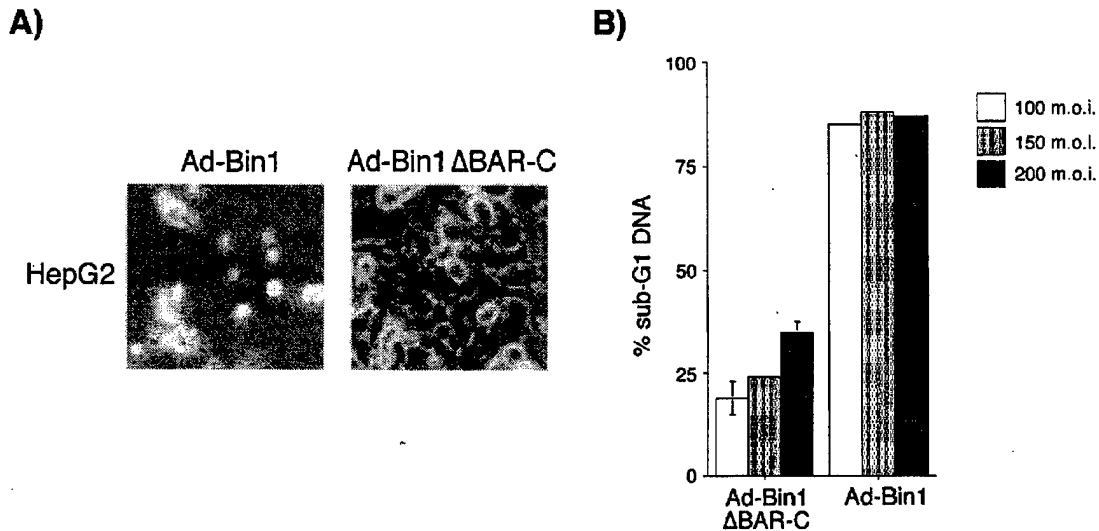 A)
Ad-Bin1
Ad-Bin1 ΔBAR-C
HepG2
B)
% sub-G1 DNA
100
75
50
25
0
Ad-Bin1
ΔBAR-C
Ad-Bin1
100 m.o.i.
150 m.o.l.
200 m.o.i.